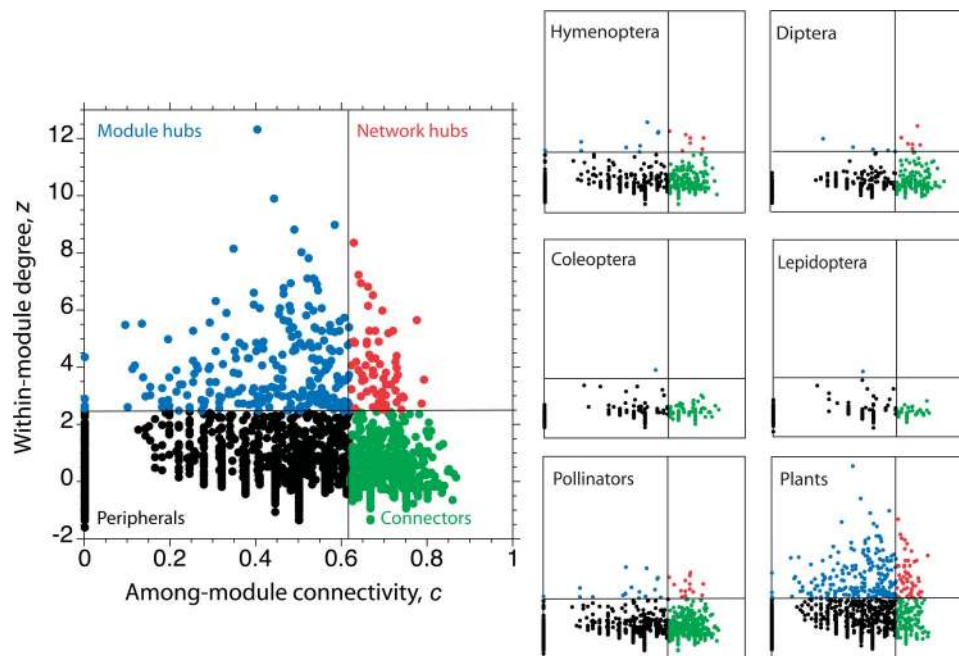 Module hubs
Network hubs
12
10
8
6
4
2
0
-2
Within-module degree, z
Peripherals
Connectors
0
0.2
0.4
0.6
0.8
1
Among-module connectivity, c
Hymenoptera
Diptera
Coleoptera
Lepidoptera
Pollinators
Plants